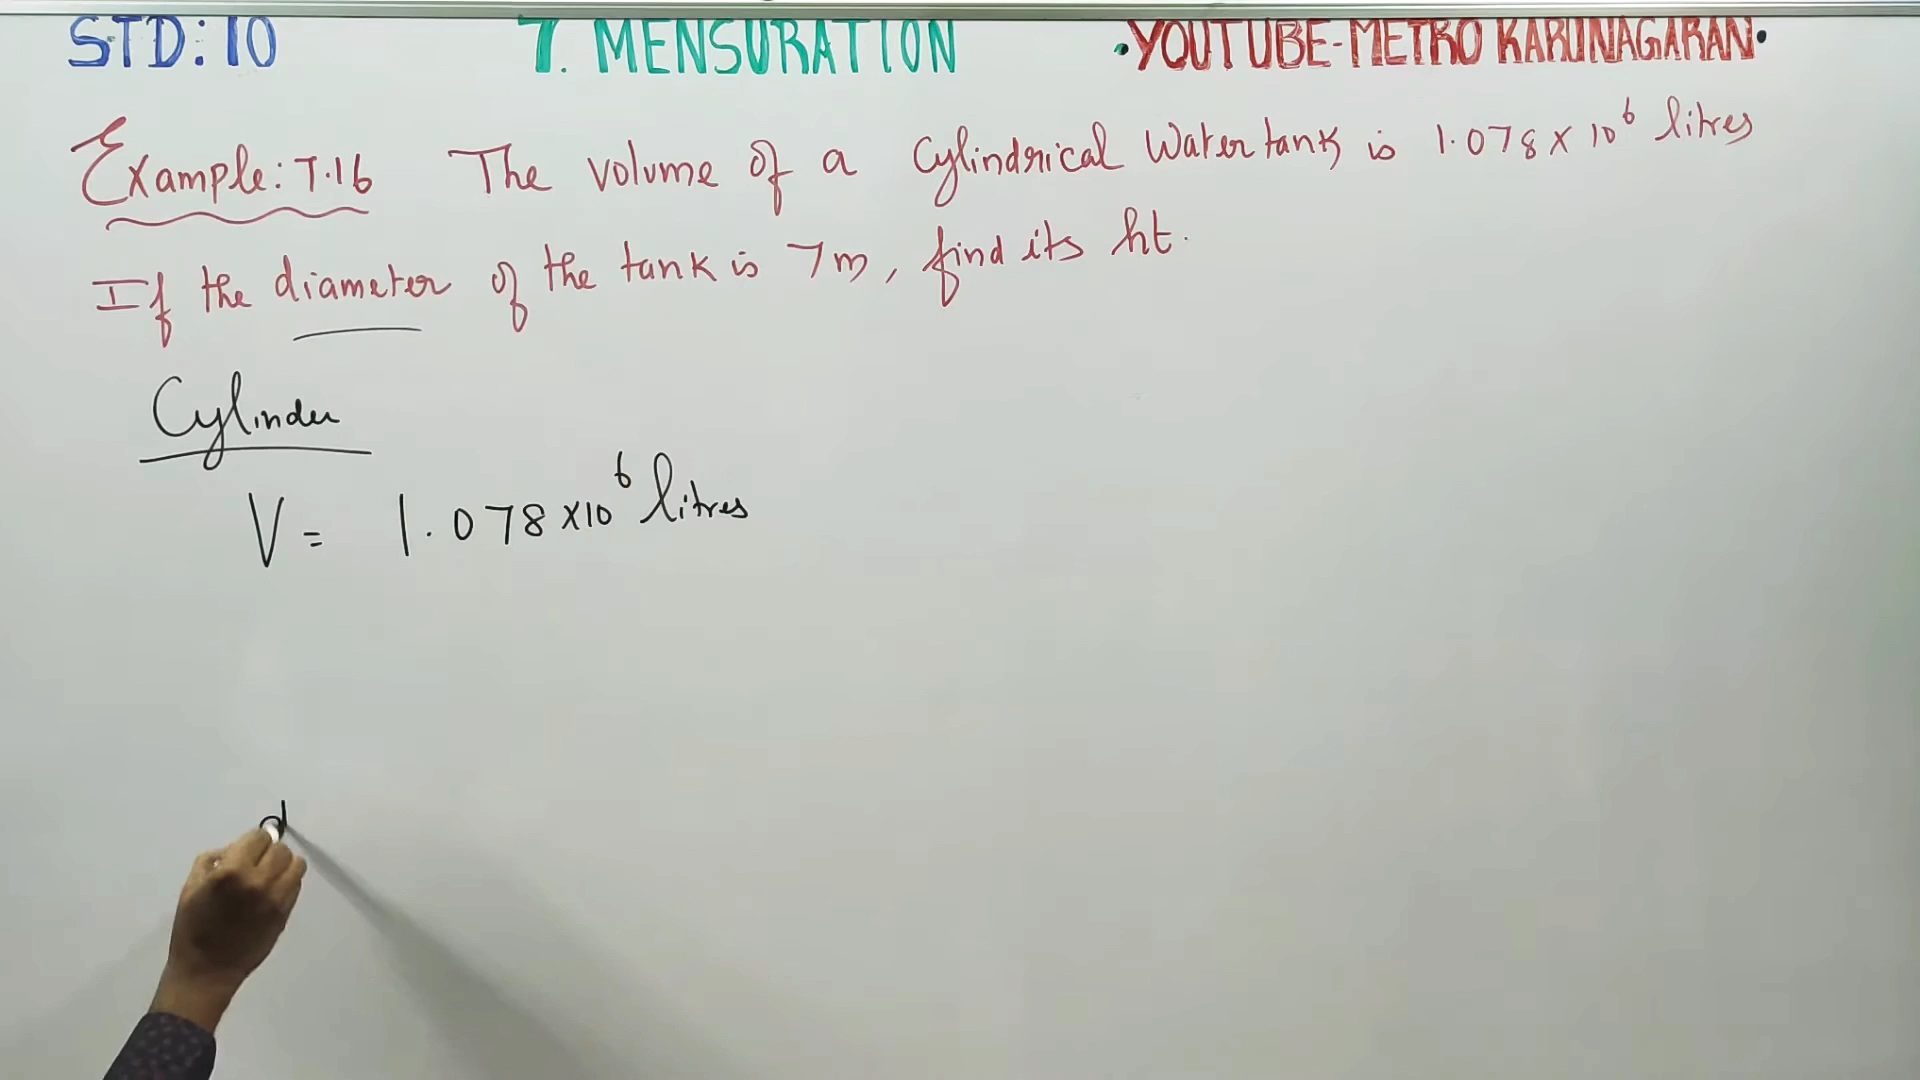 STD: 10 7. MENSURATION •YOUTUBE-METRO KARUNAGARAN•
Example: 7.16 The volume of a Cylindrical Water tank is 1.078 × 10⁶ litres
If the diameter of the tank is 7m, find its ht.
Cylinder
V = 1.078 × 10⁶ litres
d